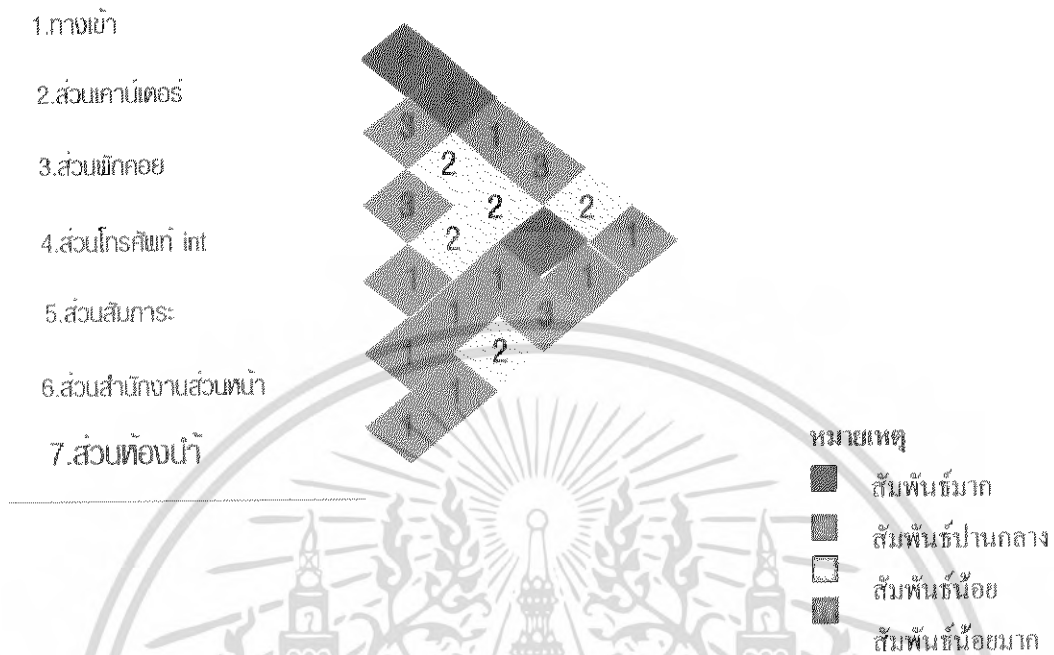 1.ทางเข้า
2.ส่วนเคาน์เตอร์
3.ส่วนพักคอย
4.ส่วนโทรศัพท์ int
5.ส่วนสัมภาระ
6.ส่วนสำนักงานส่วนหน้า
7.ส่วนห้องน้ำ
3 1
2 3
3 2 2
2 1
1 1 1
1 3
1 2
1
1
หมายเหตุ
สัมพันธ์มาก
สัมพันธ์ปานกลาง
สัมพันธ์น้อย
สัมพันธ์น้อยมาก